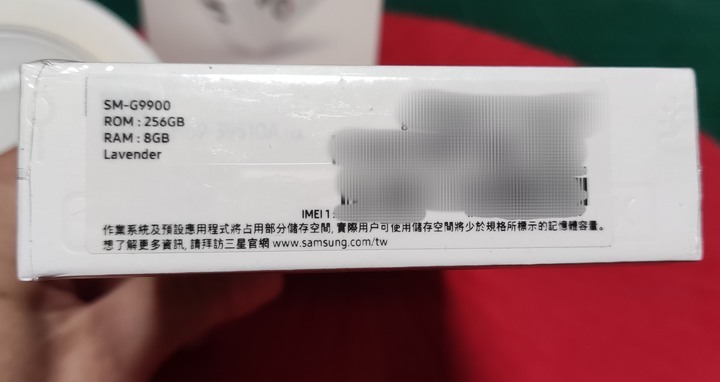 SM-G9900
ROM : 256GB
RAM : 8GB
Lavender
IMEI 1 :
作業系統及預設應用程式將占用部分儲存空間, 實際用戶可使用儲存空間將少於規格所標示的記憶體容量。
想了解更多資訊, 請拜訪三星官網 www.samsung.com/tw